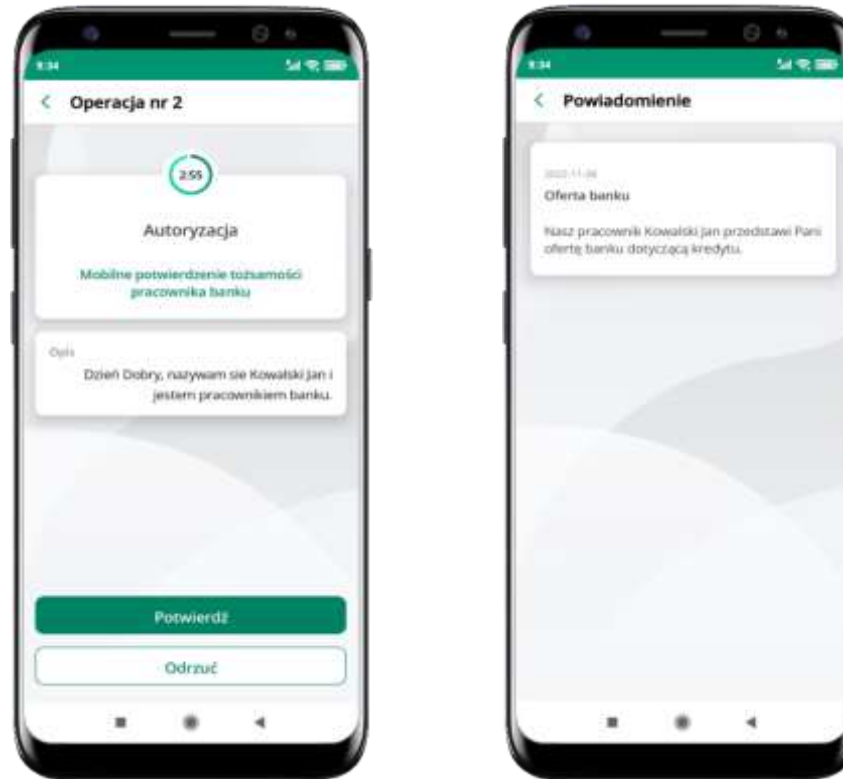 9:34
Operacja nr 2
2:55
Autoryzacja
Mobilne potwierdzenie tożsamości
pracownika banku
Opis
Dzień Dobry, nazywam sie Kowalski Jan i
jestem pracownikiem banku.
Potwierdź
Odrzuć
9:34
Powiadomienie
Oferta banku
Nasz pracownik Kowalski Jan przedstawi Pani
ofertę banku dotyczącą kredytu.